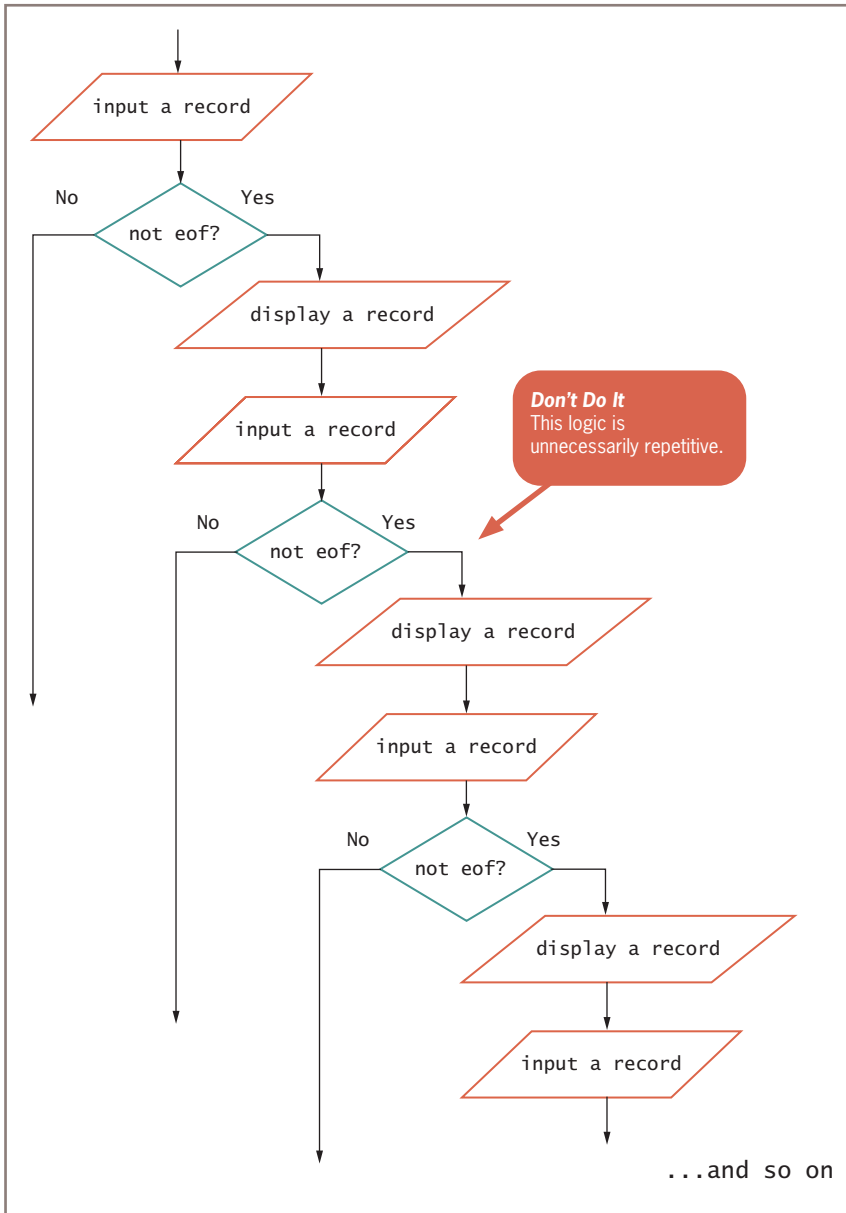 input a record
No
Yes
not eof?
display a record
input a record
Don't Do It
This logic is
unnecessarily repetitive.
No
Yes
not eof?
display a record
input a record
No
Yes
not eof?
display a record
input a record
...and so on